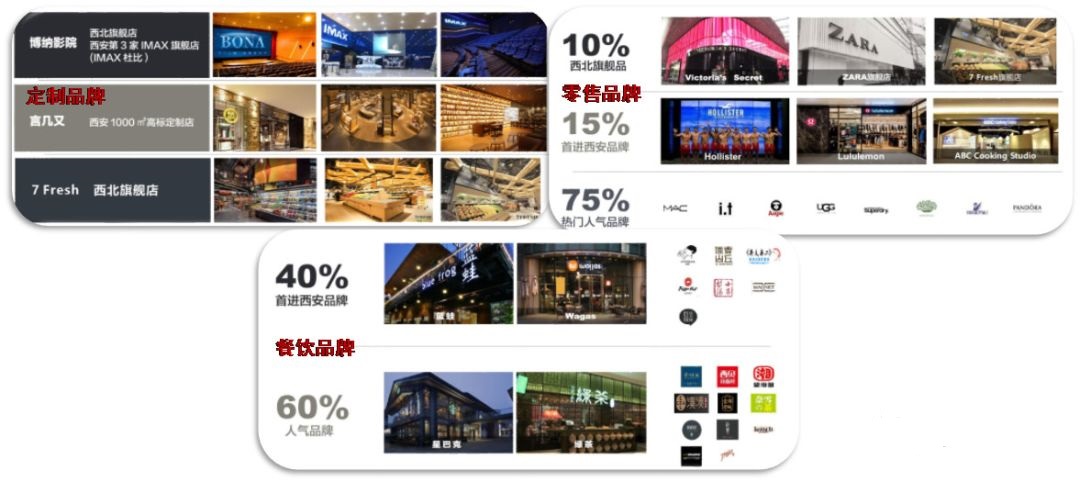 博纳影院
西北旗舰店
西安第3家IMAX旗舰店
(IMAX 杜比)
BONA
IMAX
IMAX
定制品牌
言几又
西安 1000㎡高标定制店
7 Fresh 西北旗舰店
10%
西北旗舰品
Victoria's Secret
ZARA
ZARA旗舰店
7 Fresh旗舰店
零售品牌
15%
首进西安品牌
HOLLISTER
Hollister
Lululemon
ABC Cooking Studio
75%
热门人气品牌
MAC
i.t
Aape
UGG
Superdry.
PANDORA
40%
首进西安品牌
blue frog 蓝蛙
蓝蛙
wagas
Wagas
餐饮品牌
60%
人气品牌
星巴克
绿茶
绿茶
西贝